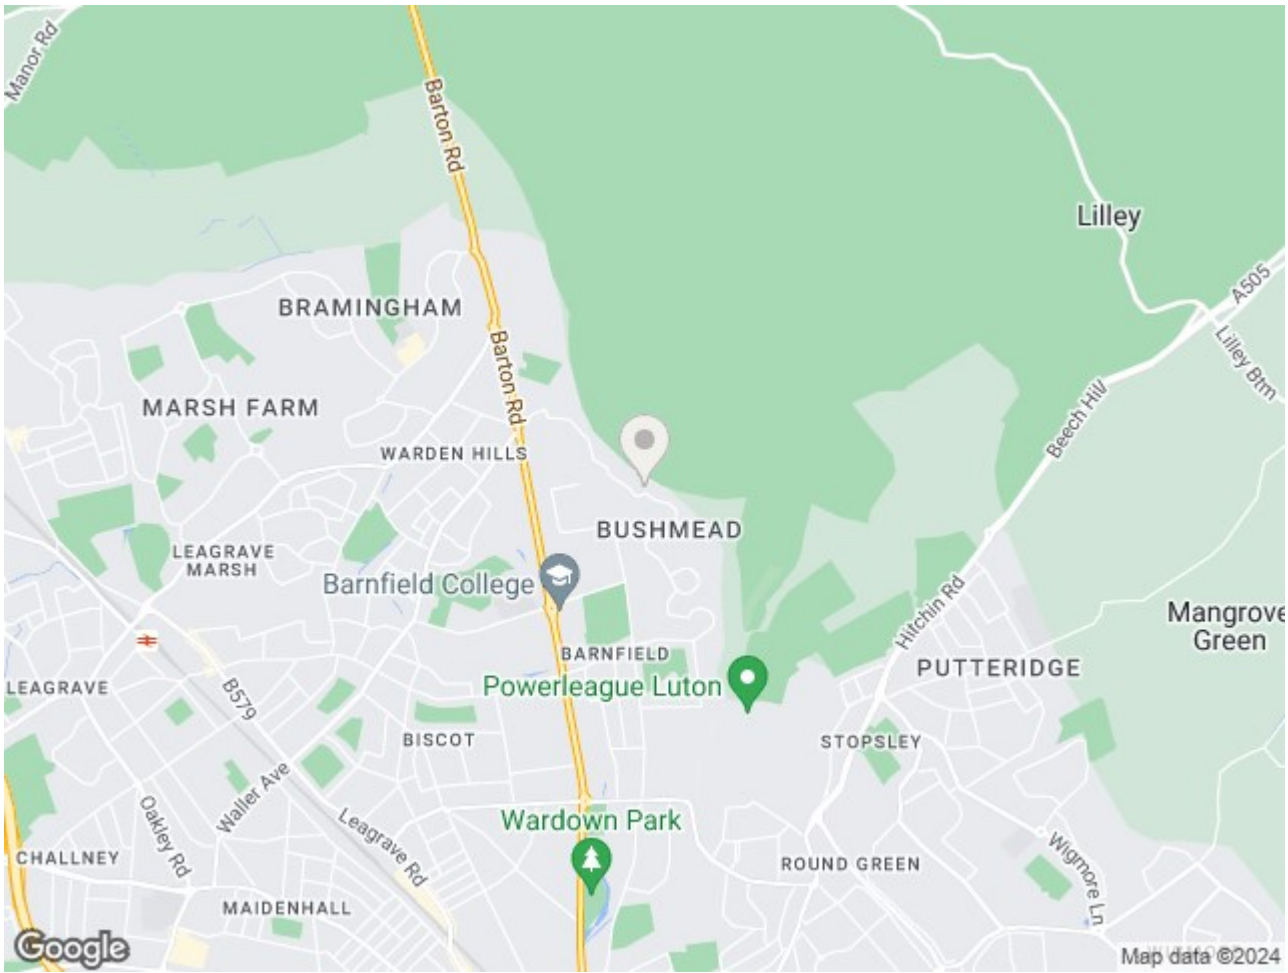 Manor Rd
Barton Rd
Lilley
A505
BRAMINGHAM
Barton Rd
Lilley Btm
MARSH FARM
Beech Hill
WARDEN HILLS
BUSHMEAD
LEAGRAVE
MARSH
Barnfield College
Hitchin Rd
Mangrove
Green
BARNFIELD
PUTTERIDGE
LEAGRAVE
Powerleague Luton
B579
BISCOT
STOPSLEY
Waller Ave
Oakley Rd
Leagrave Rd
Wardown Park
CHALLNEY
ROUND GREEN
Wigmore Ln
MAIDENHALL
Google
Map data ©2024